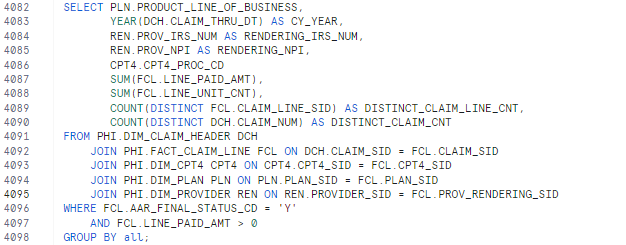 4082 SELECT PLN.PRODUCT_LINE_OF_BUSINESS,
4083 YEAR(DCH.CLAIM_THRU_DT) AS CY_YEAR,
4084 REN.PROV_IRS_NUM AS RENDERING_IRS_NUM,
4085 REN.PROV_NPI AS RENDERING_NPI,
4086 CPT4.CPT4_PROC_CD
4087 SUM(FCL.LINE_PAID_AMT),
4088 SUM(FCL.LINE_UNIT_CNT),
4089 COUNT(DISTINCT FCL.CLAIM_LINE_SID) AS DISTINCT_CLAIM_LINE_CNT,
4090 COUNT(DISTINCT DCH.CLAIM_NUM) AS DISTINCT_CLAIM_CNT
4091 FROM PHI.DIM_CLAIM_HEADER DCH
4092 JOIN PHI.FACT_CLAIM_LINE FCL ON DCH.CLAIM_SID = FCL.CLAIM_SID
4093 JOIN PHI.DIM_CPT4 CPT4 ON CPT4.CPT4_SID = FCL.CPT4_SID
4094 JOIN PHI.DIM_PLAN PLN ON PLN.PLAN_SID = FCL.PLAN_SID
4095 JOIN PHI.DIM_PROVIDER REN ON REN.PROVIDER_SID = FCL.PROV_RENDERING_SID
4096 WHERE FCL.AAR_FINAL_STATUS_CD = 'Y'
4097 AND FCL.LINE_PAID_AMT > 0
4098 GROUP BY all;